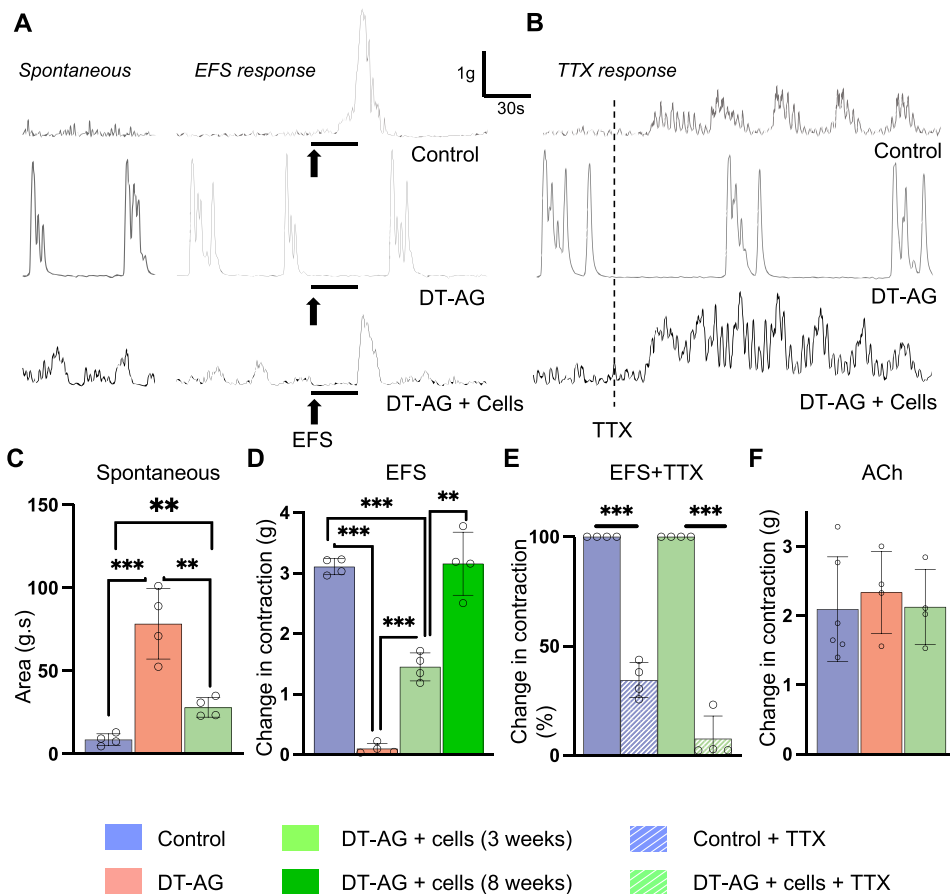 A
B
Spontaneous
EFS response
1g
30s
TTX response
Control
Control
DT-AG
DT-AG
DT-AG + Cells
DT-AG + Cells
EFS
TTX
C
Spontaneous
Area (g.s)
150
100
50
0
**
***
**
D
EFS
Change in contraction (g)
4
3
2
1
0
***
**
***
***
E
EFS+TTX
Change in contraction
(%)
100
50
0
***
***
F
ACh
Change in contraction (g)
3
2
1
0
Control
DT-AG + cells (3 weeks)
Control + TTX
DT-AG
DT-AG + cells (8 weeks)
DT-AG + cells + TTX